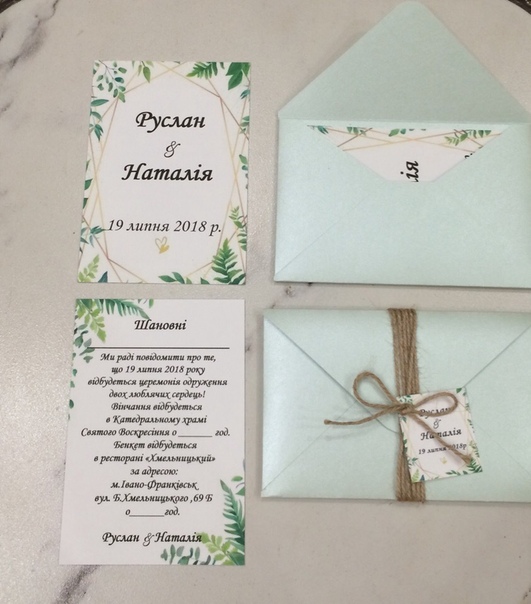 Руслан
&
Наталія
19 липня 2018 р.
ія
Шановні
Ми раді повідомити про те,
що 19 липня 2018 року
відбудеться церемонія одруження
двох люблячих сердець!
Вінчання відбудеться
в Катедральному храмі
Святого Воскресіння о ______ год.
Бенкет відбудеться
в ресторані «Хмельницький»
за адресою:
м.Івано-Франківськ
вул. Б.Хмельницького ,69 Б
о_______год.
Руслан & Наталія
Руслан
&
Наталія
19 липня 2018р